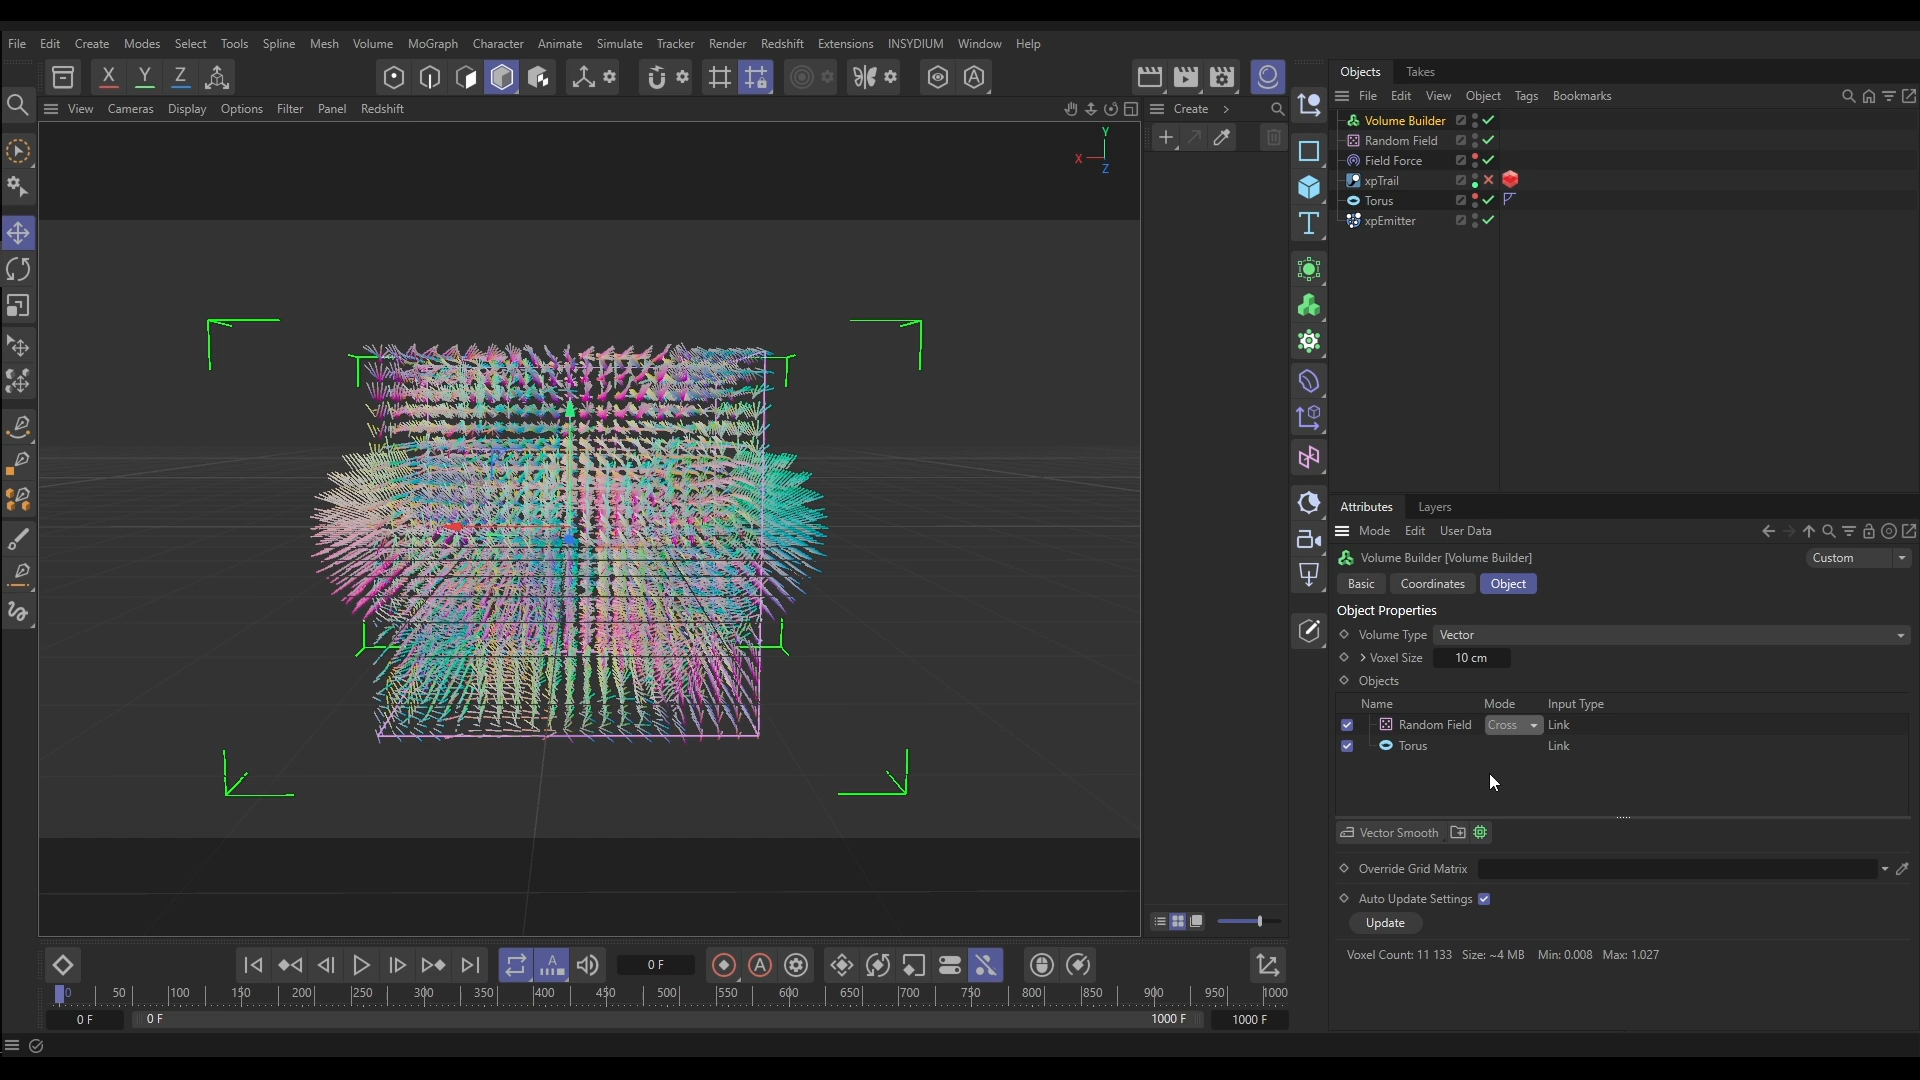 File Edit Create Modes Select Tools Spline Mesh Volume MoGraph Character Animate Simulate Tracker Render Redshift Extensions INSYDIUM Window Help
X Y Z
View Cameras Display Options Filter Panel Redshift
Create
Y
X
Z
Objects Takes
File Edit View Object Tags Bookmarks
Volume Builder
Random Field
Field Force
xpTrail
Torus
xpEmitter
Attributes Layers
Mode Edit User Data
Volume Builder [Volume Builder] Custom
Basic Coordinates Object
Object Properties
Volume Type Vector
Voxel Size 10 cm
Objects
Name Mode Input Type
Random Field Cross Link
Torus Link
Vector Smooth
Override Grid Matrix
Auto Update Settings
Update
Voxel Count: 11 133 Size: ~4 MB Min: 0.008 Max: 1.027
0 F
0 50 100 150 200 250 300 350 400 450 500 550 600 650 700 750 800 850 900 950 1000
0 F 0 F 1000 F 1000 F